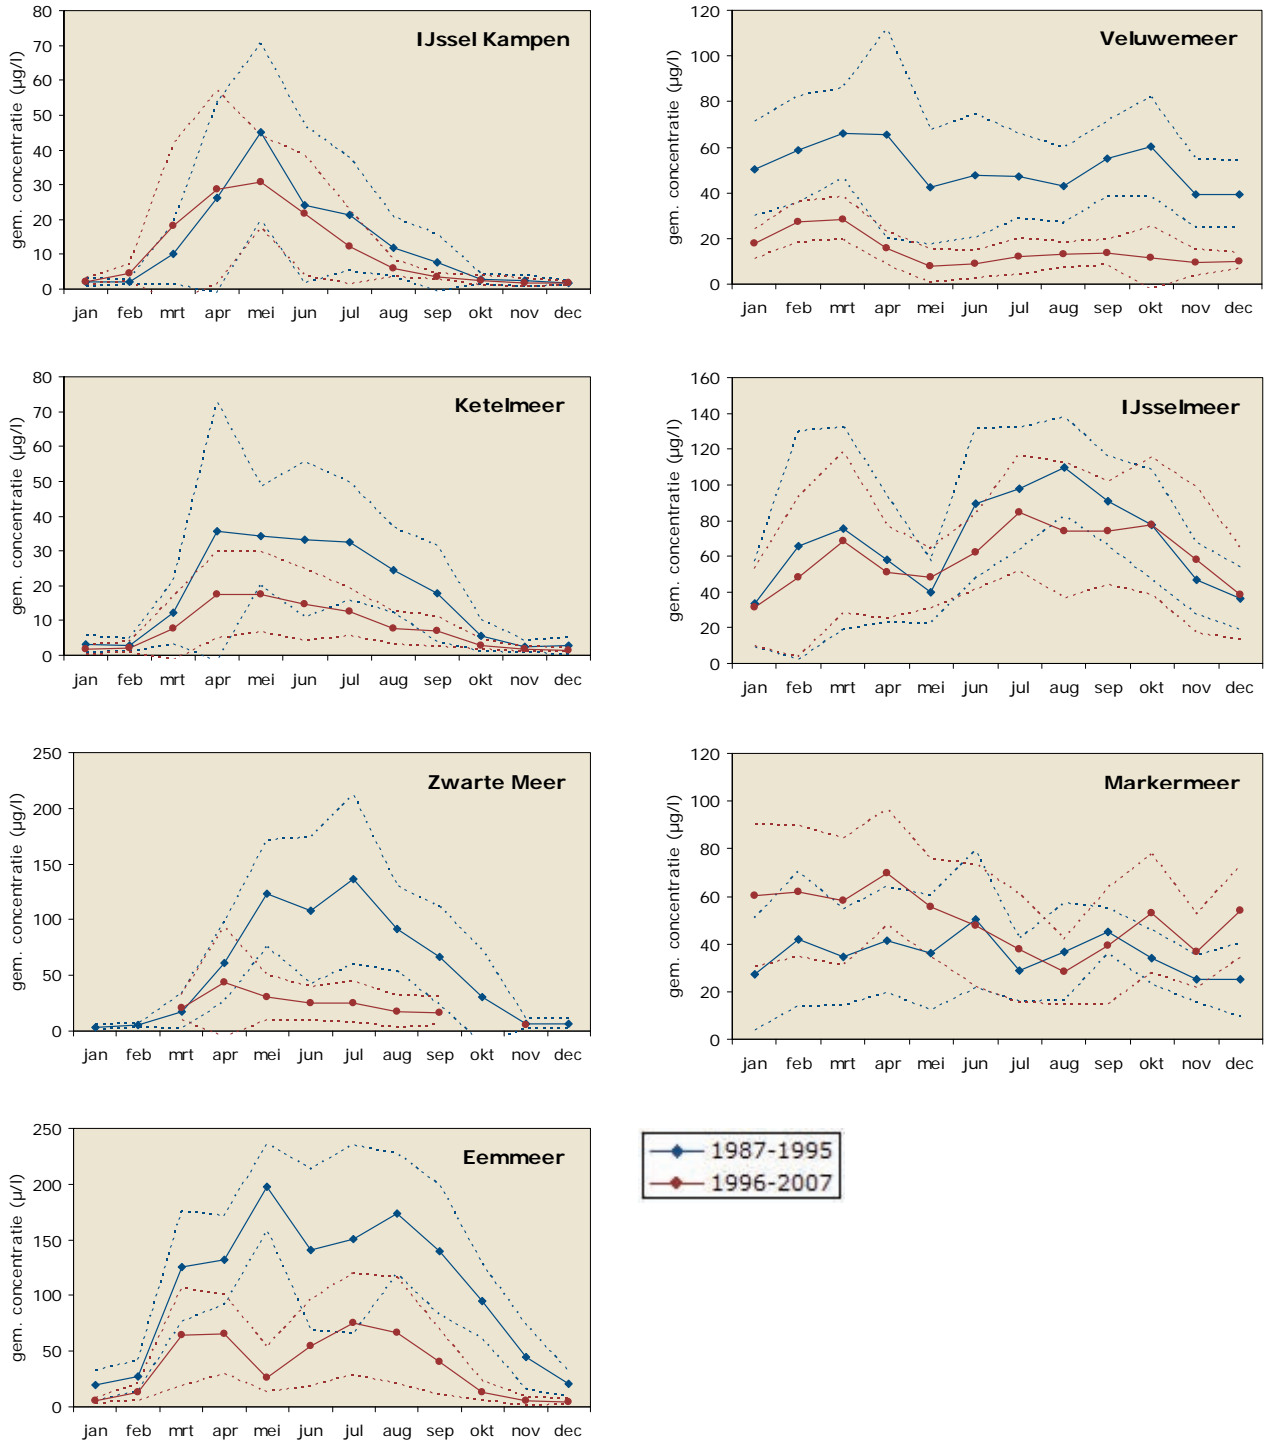 IJssel Kampen
gem. concentratie (µg/l)
80
70
60
50
40
30
20
10
0
jan feb mrt apr mei jun jul aug sep okt nov dec
Veluwemeer
gem. concentratie (µg/l)
120
100
80
60
40
20
0
jan feb mrt apr mei jun jul aug sep okt nov dec
Ketelmeer
gem. concentratie (µg/l)
80
70
60
50
40
30
20
10
0
jan feb mrt apr mei jun jul aug sep okt nov dec
IJsselmeer
gem. concentratie (µg/l)
160
140
120
100
80
60
40
20
0
jan feb mrt apr mei jun jul aug sep okt nov dec
Zwarte Meer
gem. concentratie (µg/l)
250
200
150
100
50
0
jan feb mrt apr mei jun jul aug sep okt nov dec
Markermeer
gem. concentratie (µg/l)
120
100
80
60
40
20
0
jan feb mrt apr mei jun jul aug sep okt nov dec
Eemmeer
gem. concentratie (µ/l)
250
200
150
100
50
0
jan feb mrt apr mei jun jul aug sep okt nov dec
1987-1995
1996-2007